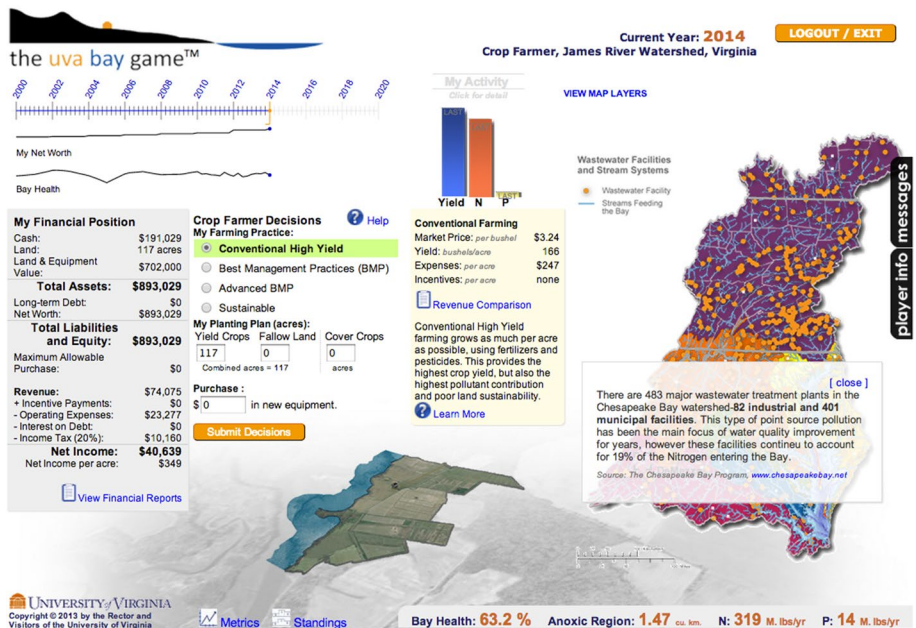 the uva bay game™
Current Year: 2014
Crop Farmer, James River Watershed, Virginia
LOGOUT / EXIT
2000 2002 2004 2006 2008 2010 2012 2014 2016 2018 2020
My Net Worth
Bay Health
My Activity
Click for detail
LAST
LAST
LAST
Yield N P
VIEW MAP LAYERS
Wastewater Facilities
and Stream Systems
Wastewater Facility
Streams Feeding
the Bay
messages
player info
My Financial Position
Cash: $191,029
Land: 117 acres
Land & Equipment
Value: $702,000
Total Assets: $893,029
Long-term Debt: $0
Net Worth: $893,029
Total Liabilities
and Equity: $893,029
Maximum Allowable
Purchase: $0
Revenue: $74,075
+ Incentive Payments: $0
- Operating Expenses: $23,277
- Interest on Debt: $0
- Income Tax (20%): $10,160
Net Income: $40,639
Net Income per acre: $349
View Financial Reports
Crop Farmer Decisions
? Help
My Farming Practice:
Conventional High Yield
Best Management Practices (BMP)
Advanced BMP
Sustainable
My Planting Plan (acres):
Yield Crops Fallow Land Cover Crops
117 0 0
Combined acres = 117 acres
Purchase :
$ 0 in new equipment.
Submit Decisions
Conventional Farming
Market Price: per bushel $3.24
Yield: bushels/acre 166
Expenses: per acre $247
Incentives: per acre none
Revenue Comparison
Conventional High Yield
farming grows as much per acre
as possible, using fertilizers and
pesticides. This provides the
highest crop yield, but also the
highest pollutant contribution
and poor land sustainability.
? Learn More
[ close ]
There are 483 major wastewater treatment plants in the
Chesapeake Bay watershed-82 industrial and 401
municipal facilities. This type of point source pollution
has been the main focus of water quality improvement
for years, however these facilities contineu to account
for 19% of the Nitrogen entering the Bay.
Source: The Chesapeake Bay Program, www.chesapeakebay.net
UNIVERSITY of VIRGINIA
Copyright © 2013 by the Rector and
Visitors of the University of Virginia
Metrics
Standings
Bay Health: 63.2 % Anoxic Region: 1.47 cu. km. N: 319 M. lbs/yr P: 14 M. lbs/yr